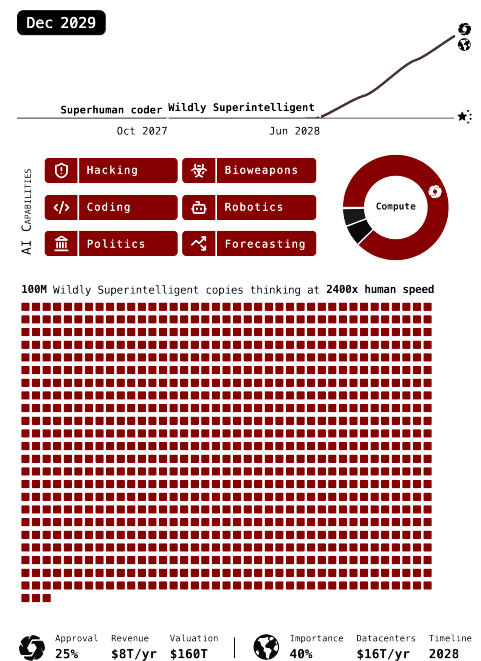 Dec 2029
Superhuman coder Wildly Superintelligent
Oct 2027 Jun 2028
AI Capabilities
Hacking Bioweapons
Coding Robotics
Politics Forecasting
Compute
100M Wildly Superintelligent copies thinking at 2400x human speed
Approval Revenue Valuation Importance Datacenters Timeline
25% $8T/yr $160T 40% $16T/yr 2028